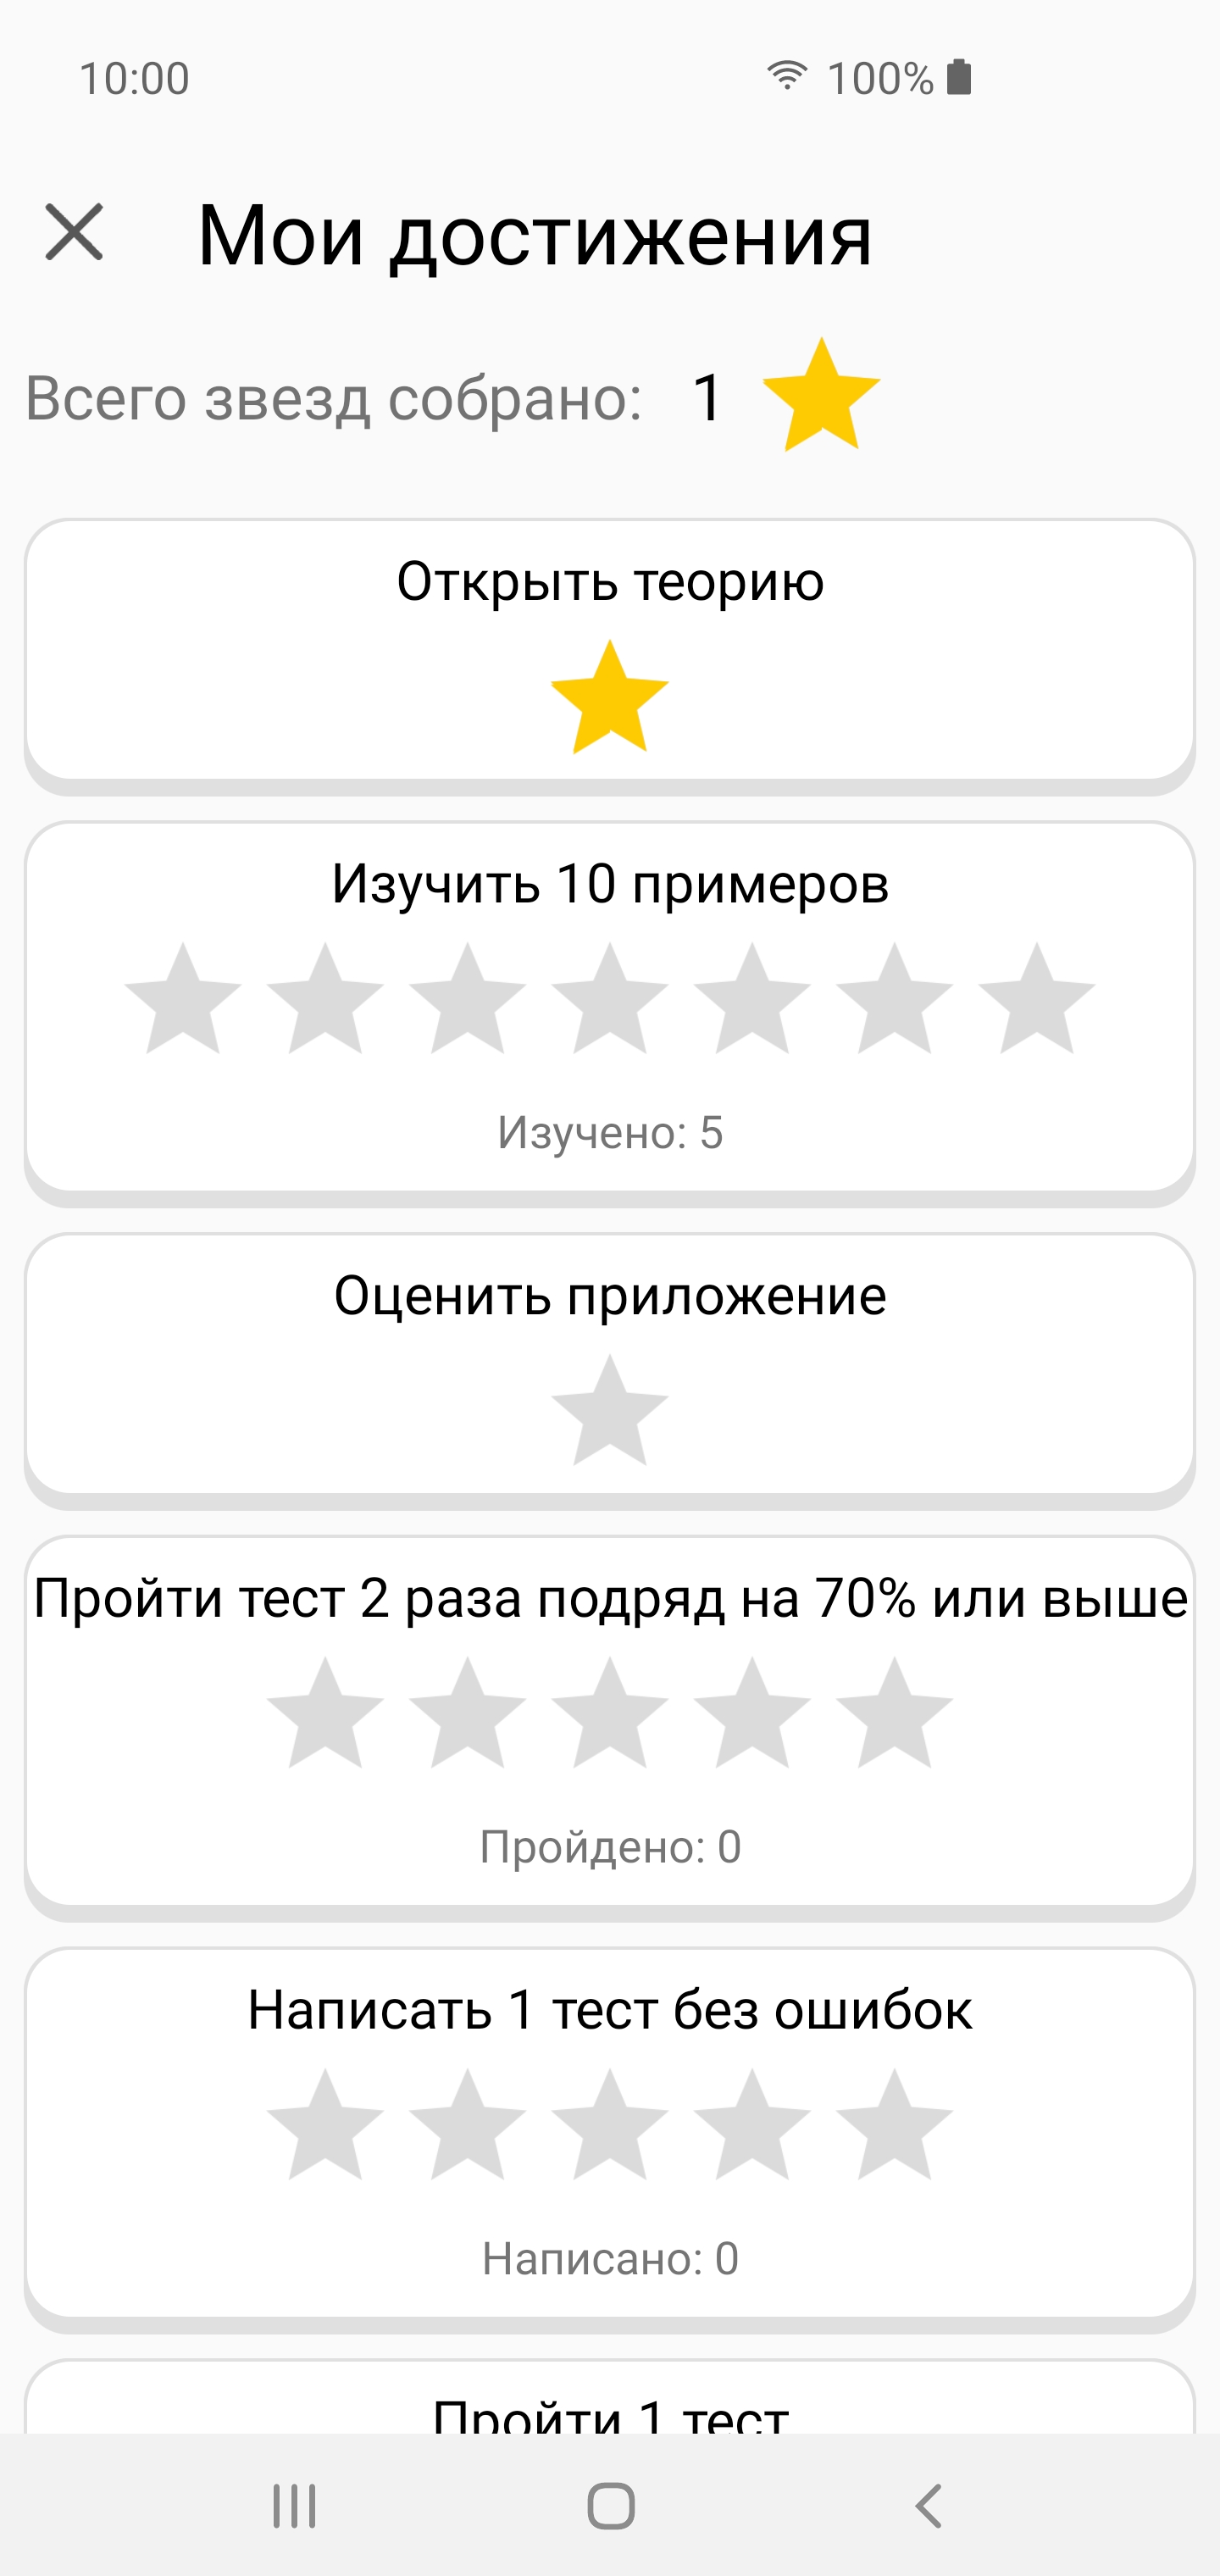 10:00 100%
Мои достижения
Всего звезд собрано: 1
Открыть теорию
Изучить 10 примеров
Изучено: 5
Оценить приложение
Пройти тест 2 раза подряд на 70% или выше
Пройдено: 0
Написать 1 тест без ошибок
Написано: 0
Пройти 1 тест